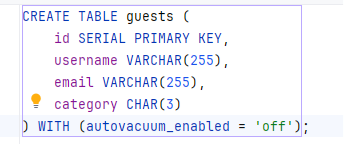 CREATE TABLE guests (
    id SERIAL PRIMARY KEY,
    username VARCHAR(255),
    email VARCHAR(255),
    category CHAR(3)
) WITH (autovacuum_enabled = 'off');